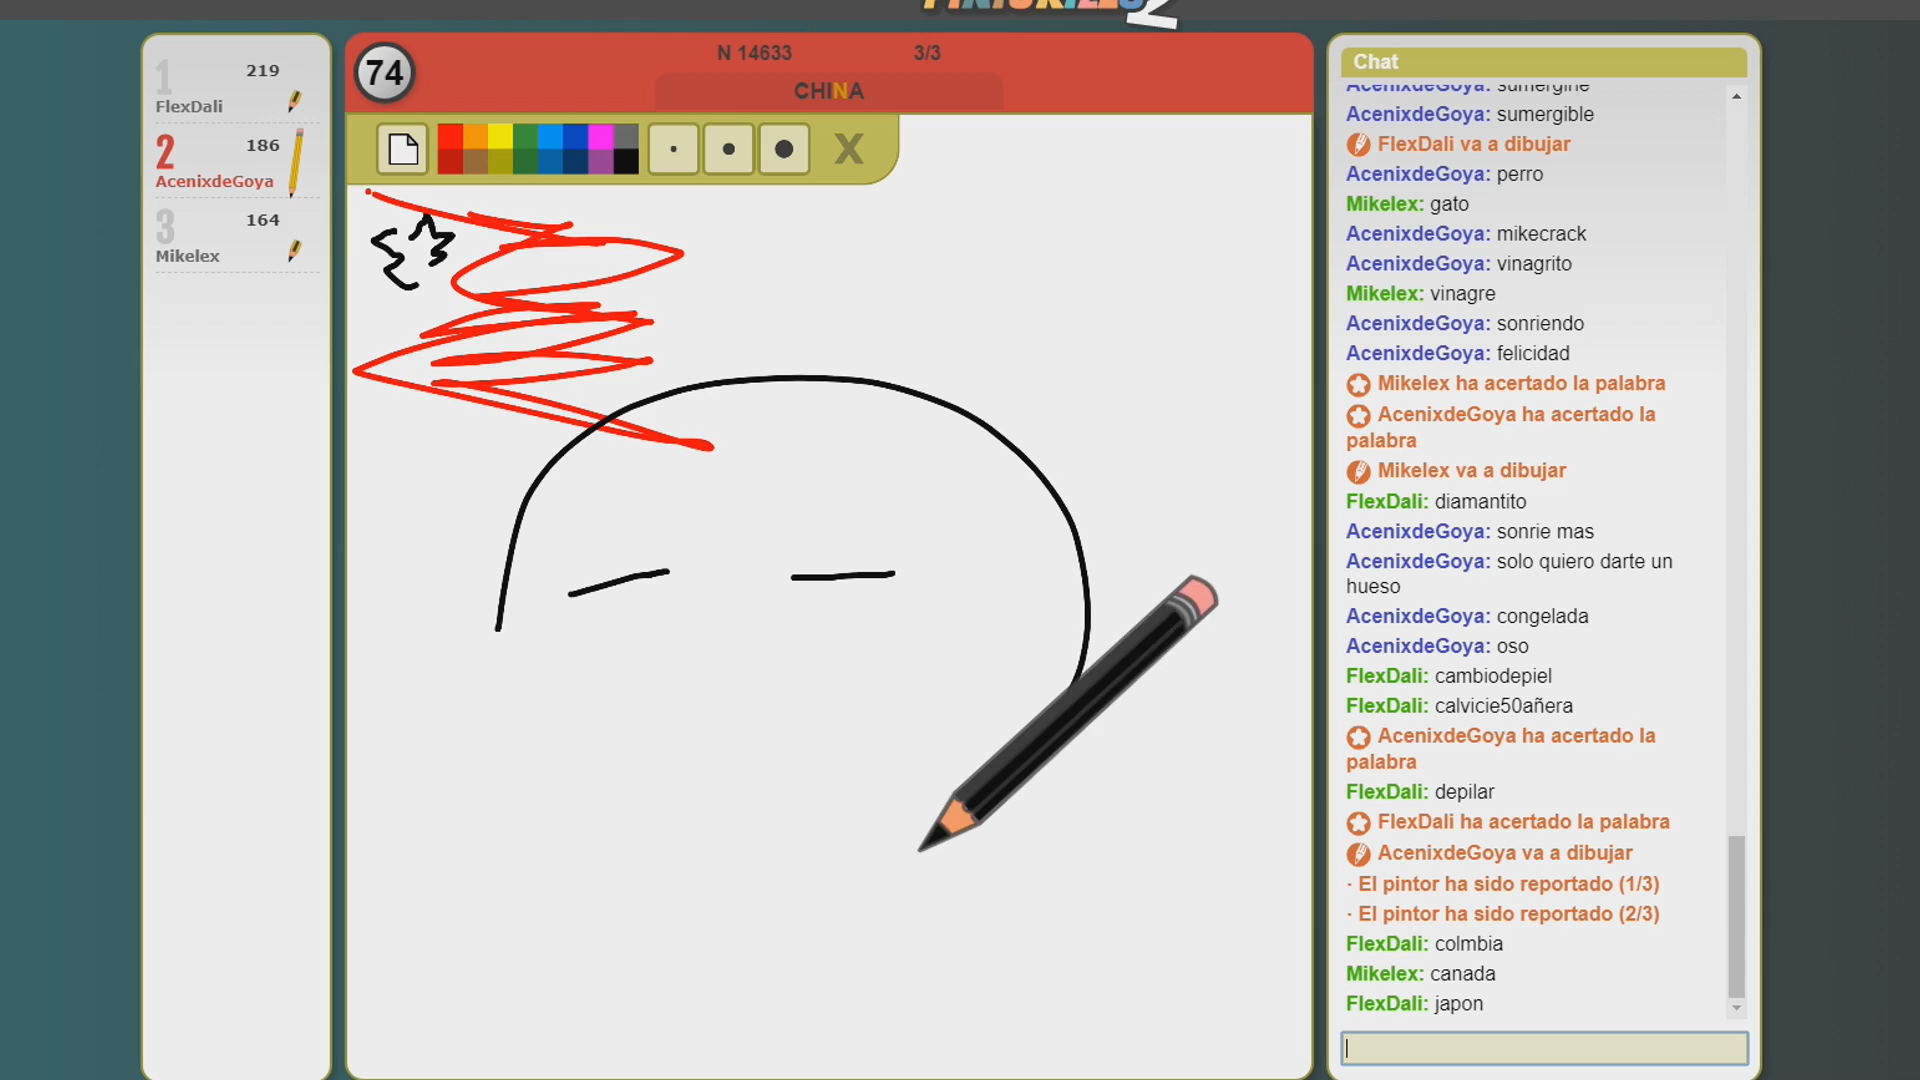 PINTURILLO 2
1
219
FlexDali
2
186
AcenixdeGoya
3
164
Mikelex
74
N 14633
3/3
CHINA
X
Chat
AcenixdeGoya: sumergirle
AcenixdeGoya: sumergible
FlexDali va a dibujar
AcenixdeGoya: perro
Mikelex: gato
AcenixdeGoya: mikecrack
AcenixdeGoya: vinagrito
Mikelex: vinagre
AcenixdeGoya: sonriendo
AcenixdeGoya: felicidad
Mikelex ha acertado la palabra
AcenixdeGoya ha acertado la
palabra
Mikelex va a dibujar
FlexDali: diamantito
AcenixdeGoya: sonrie mas
AcenixdeGoya: solo quiero darte un
hueso
AcenixdeGoya: congelada
AcenixdeGoya: oso
FlexDali: cambiodepiel
FlexDali: calvicie50añera
AcenixdeGoya ha acertado la
palabra
FlexDali: depilar
FlexDali ha acertado la palabra
AcenixdeGoya va a dibujar
· El pintor ha sido reportado (1/3)
· El pintor ha sido reportado (2/3)
FlexDali: colmbia
Mikelex: canada
FlexDali: japon